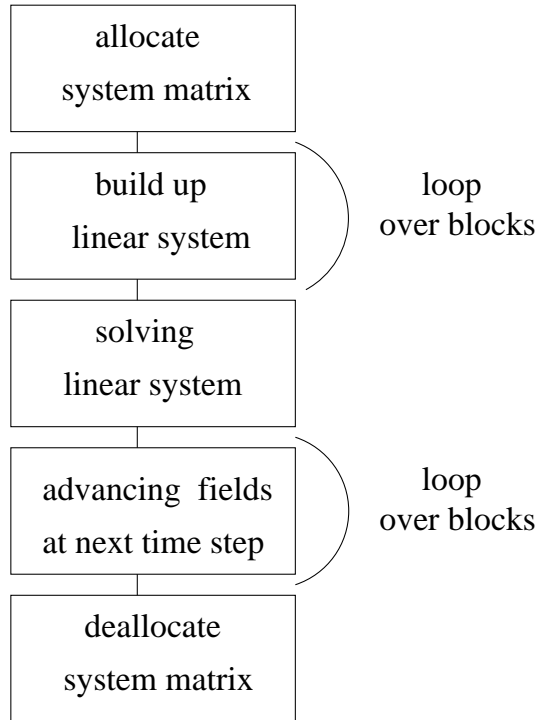 allocate
system matrix
build up
linear system
loop
over blocks
solving
linear system
advancing fields
at next time step
loop
over blocks
deallocate
system matrix